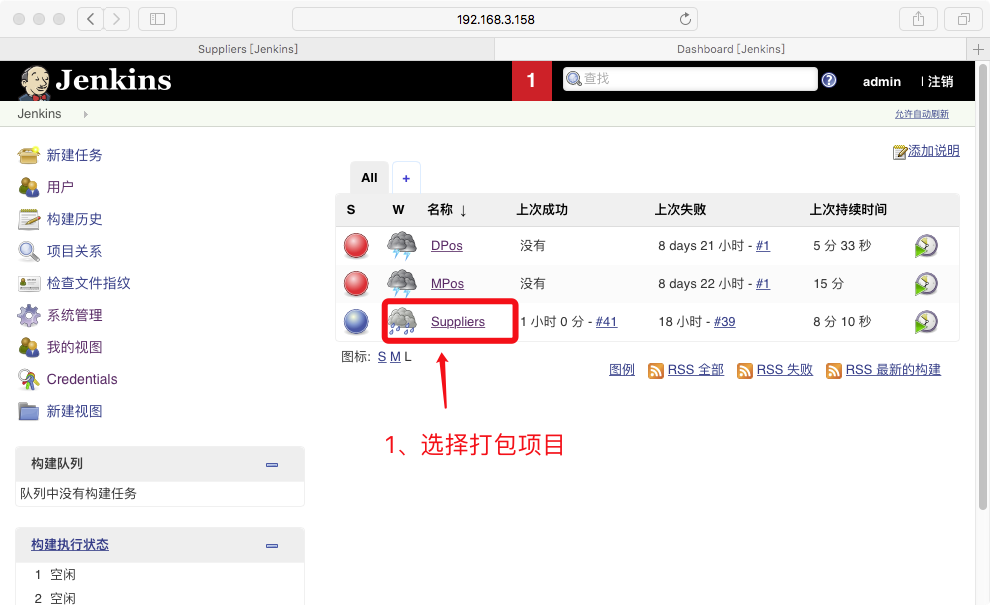 192.168.3.158
Suppliers [Jenkins]
Dashboard [Jenkins]
Jenkins
1
查找
admin
| 注销
Jenkins
允许自动刷新
新建任务
用户
构建历史
项目关系
检查文件指纹
系统管理
我的视图
Credentials
新建视图
构建队列
队列中没有构建任务
构建执行状态
1 空闲
2 空闲
添加说明
All +
S W 名称 ↓ 上次成功 上次失败 上次持续时间
DPos 没有 8 days 21 小时 - #1 5 分 33 秒
MPos 没有 8 days 22 小时 - #1 15 分
Suppliers 1 小时 0 分 - #41 18 小时 - #39 8 分 10 秒
图标: S M L
图例 RSS 全部 RSS 失败 RSS 最新的构建
1、选择打包项目